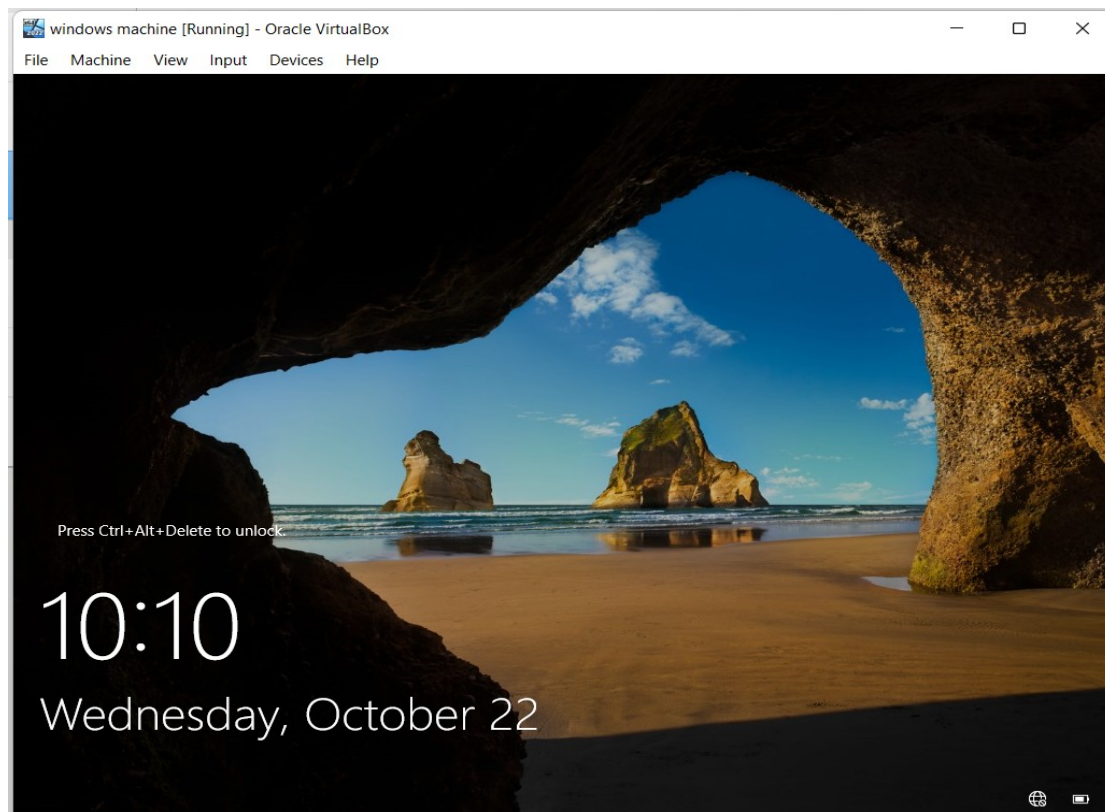 windows machine [Running] - Oracle VirtualBox
File Machine View Input Devices Help
Press Ctrl+Alt+Delete to unlock.
10:10
Wednesday, October 22